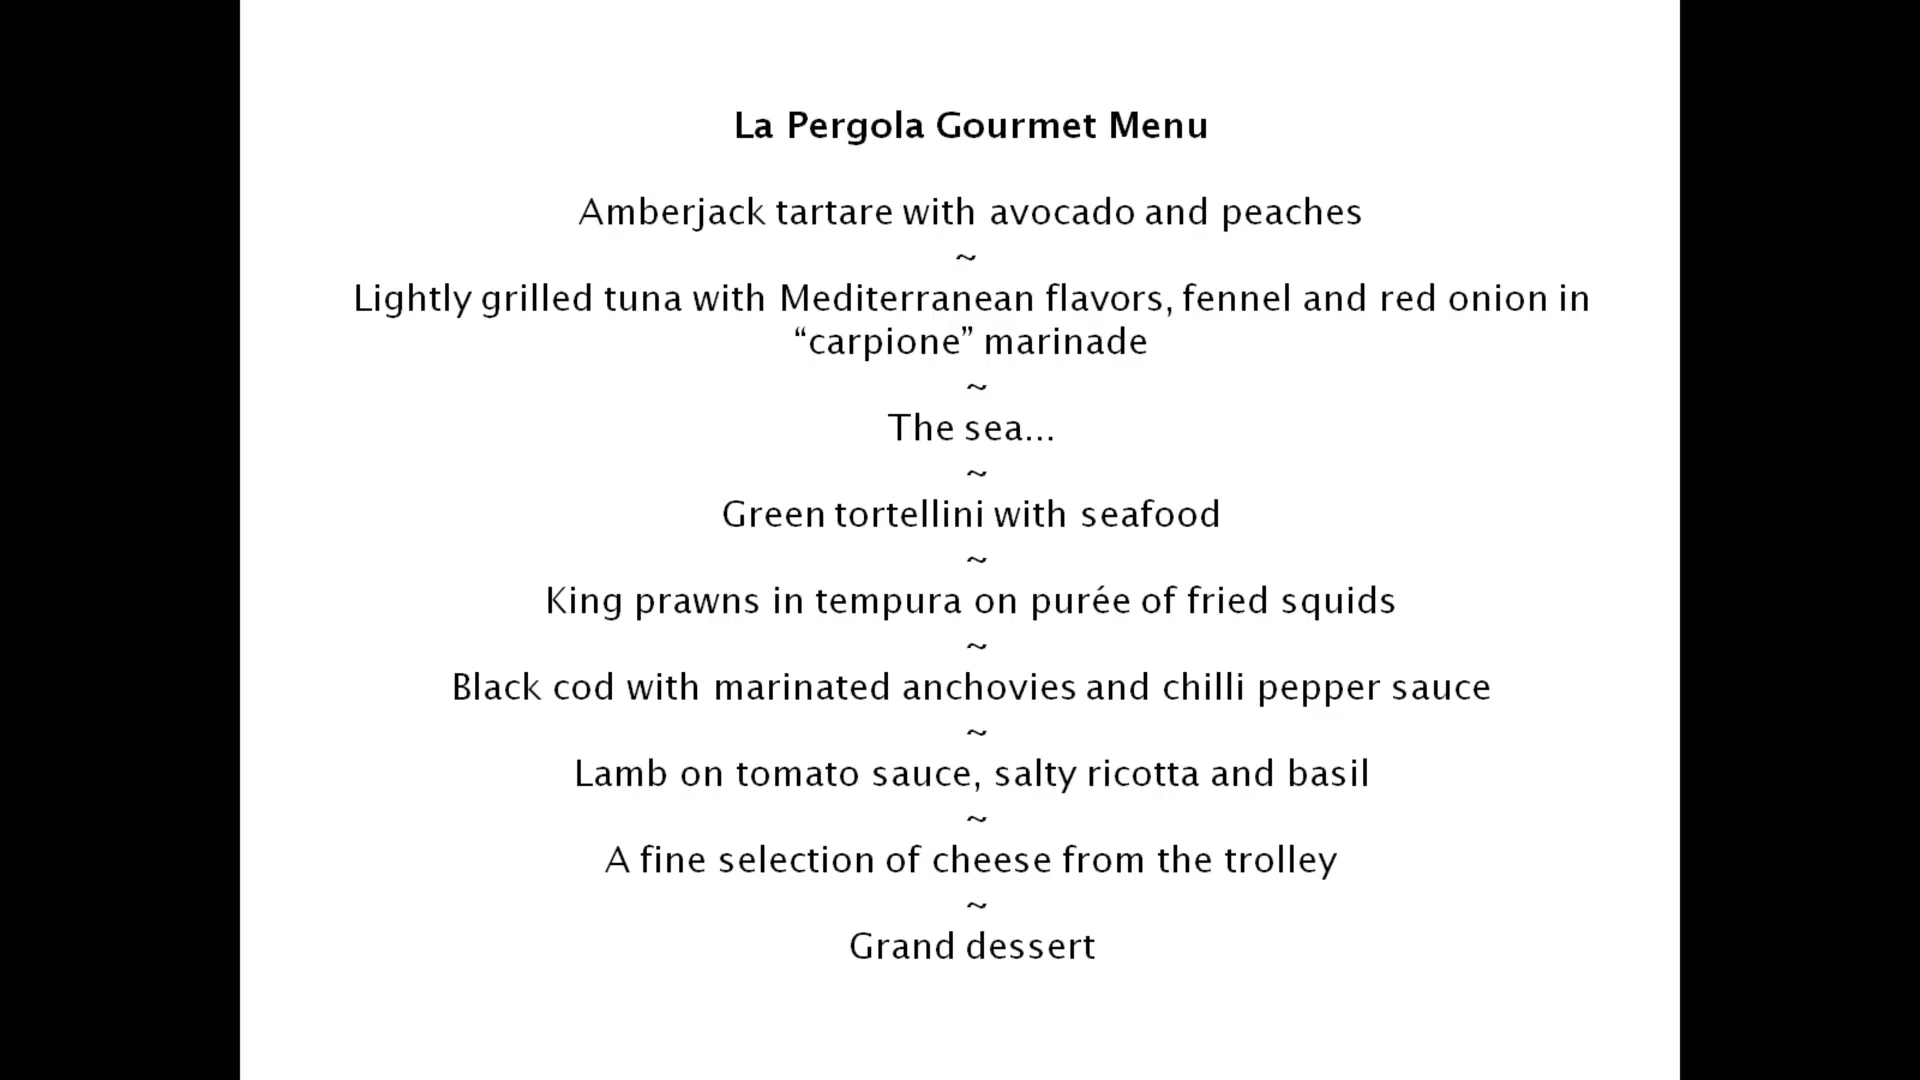 La Pergola Gourmet Menu
Amberjack tartare with avocado and peaches
~
Lightly grilled tuna with Mediterranean flavors, fennel and red onion in
“carpione” marinade
~
The sea...
~
Green tortellini with seafood
~
King prawns in tempura on purée of fried squids
~
Black cod with marinated anchovies and chilli pepper sauce
~
Lamb on tomato sauce, salty ricotta and basil
~
A fine selection of cheese from the trolley
~
Grand dessert